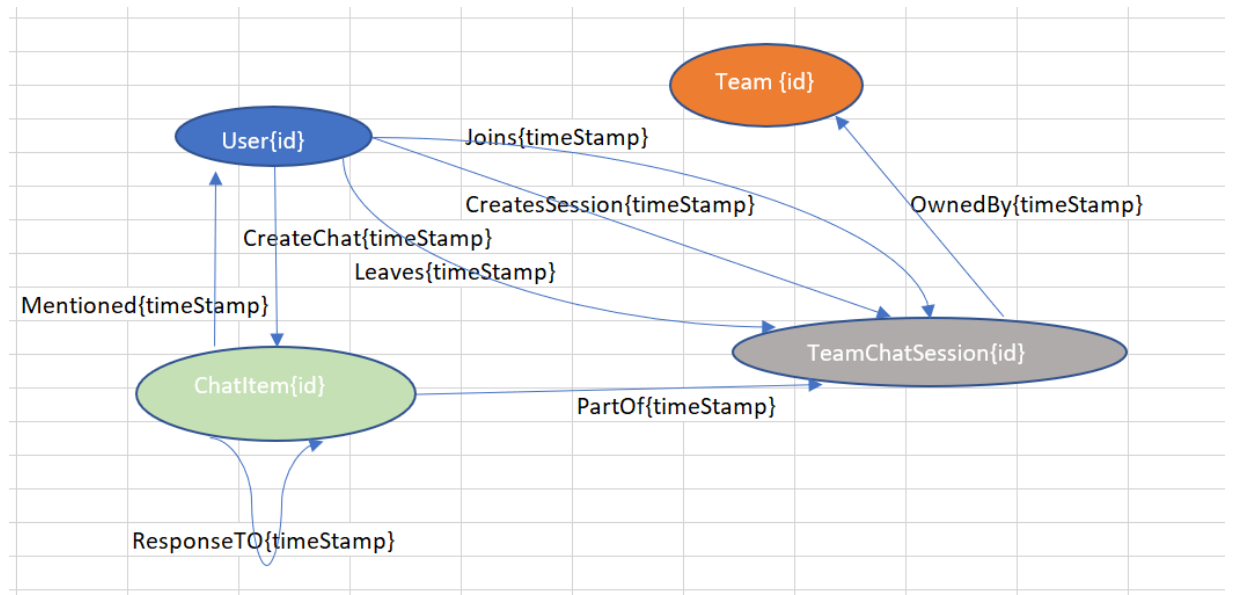 Team {id}
User{id}
Joins{timeStamp}
CreatesSession{timeStamp}
OwnedBy{timeStamp}
CreateChat{timeStamp}
Leaves{timeStamp}
Mentioned{timeStamp}
TeamChatSession{id}
ChatItem{id}
PartOf{timeStamp}
ResponseTO{timeStamp}